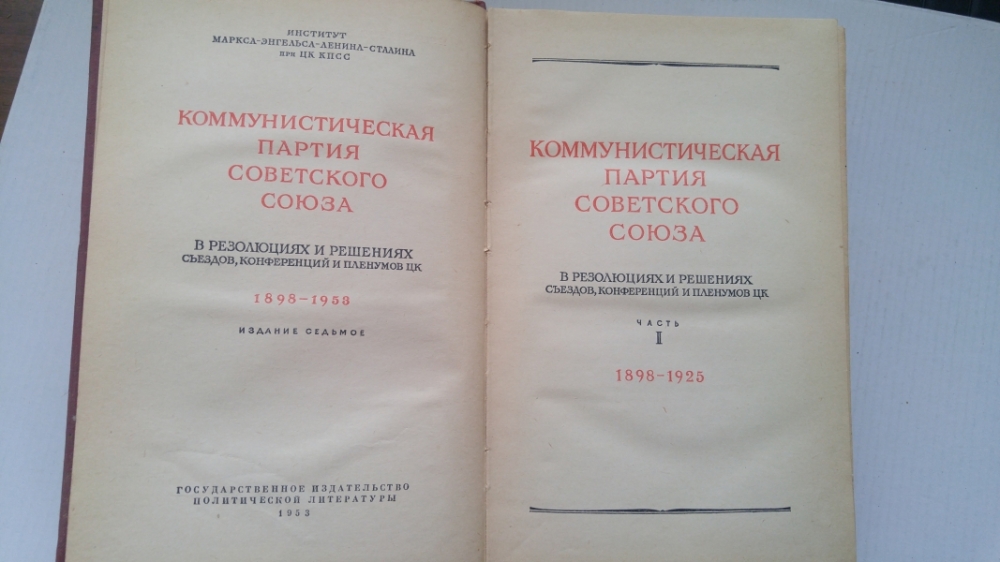 ИНСТИТУТ
МАРКСА-ЭНГЕЛЬСА-ЛЕНИНА-СТАЛИНА
ПРИ ЦК КПСС
КОММУНИСТИЧЕСКАЯ
ПАРТИЯ
СОВЕТСКОГО
СОЮЗА
В РЕЗОЛЮЦИЯХ И РЕШЕНИЯХ
СЪЕЗДОВ, КОНФЕРЕНЦИЙ И ПЛЕНУМОВ ЦК
1898-1953
ИЗДАНИЕ СЕДЬМОЕ
ГОСУДАРСТВЕННОЕ ИЗДАТЕЛЬСТВО
ПОЛИТИЧЕСКОЙ ЛИТЕРАТУРЫ
1953
КОММУНИСТИЧЕСКАЯ
ПАРТИЯ
СОВЕТСКОГО
СОЮЗА
В РЕЗОЛЮЦИЯХ И РЕШЕНИЯХ
СЪЕЗДОВ, КОНФЕРЕНЦИЙ И ПЛЕНУМОВ ЦК
ЧАСТЬ
I
1898-1925